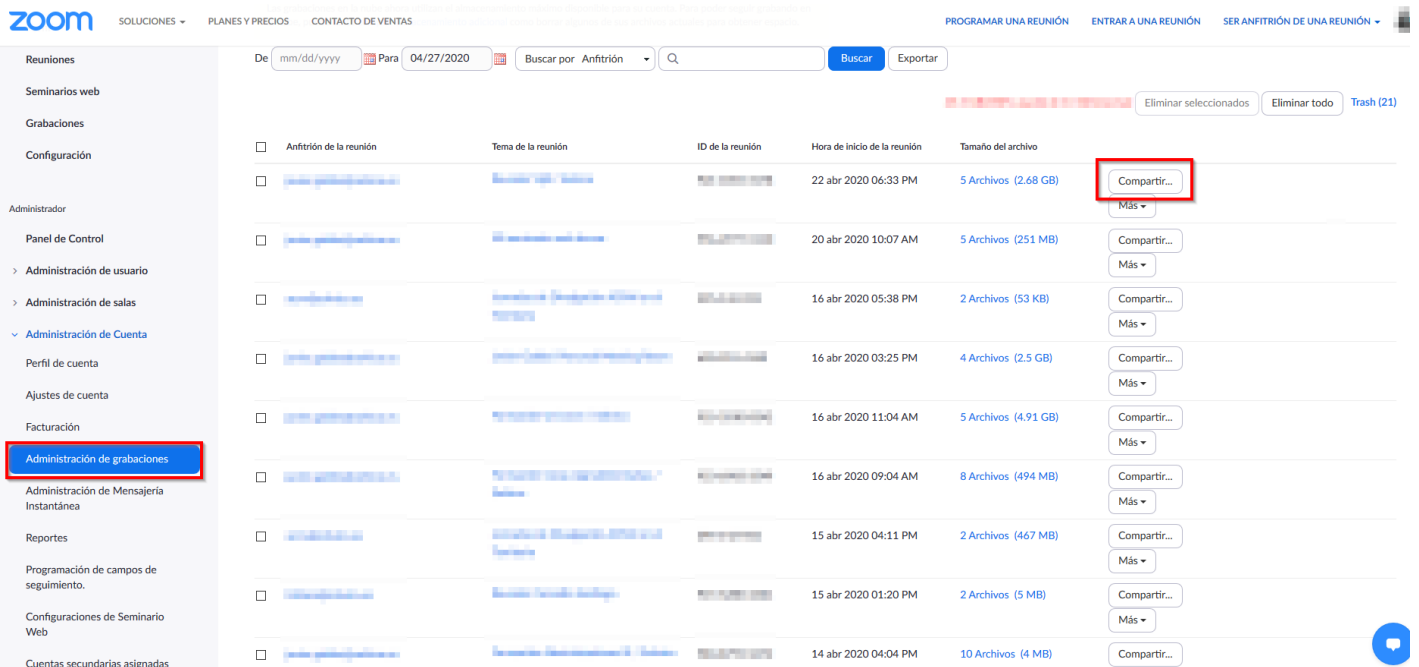 zoom SOLUCIONES PLANES Y PRECIOS CONTACTO DE VENTAS PROGRAMAR UNA REUNIÓN ENTRAR A UNA REUNIÓN SER ANFITRIÓN DE UNA REUNIÓN
Reuniones
Seminarios web
Grabaciones
Configuración
Administrador
Panel de Control
Administración de usuario
Administración de salas
Administración de Cuenta
Perfil de cuenta
Ajustes de cuenta
Facturación
Administración de grabaciones
Administración de Mensajería
Instantánea
Reportes
Programación de campos de
seguimiento.
Configuraciones de Seminario
Web
Cuentas secundarias asignadas
De mm/dd/yyyy Para 04/27/2020 Buscar por Anfitrión Buscar Exportar
Eliminar seleccionados Eliminar todo Trash (21)
Anfitrión de la reunión Tema de la reunión ID de la reunión Hora de inicio de la reunión Tamaño del archivo
22 abr 2020 06:33 PM 5 Archivos (2.68 GB) Compartir...
Más
20 abr 2020 10:07 AM 5 Archivos (251 MB) Compartir...
Más
16 abr 2020 05:38 PM 2 Archivos (53 KB) Compartir...
Más
16 abr 2020 03:25 PM 4 Archivos (2.5 GB) Compartir...
Más
16 abr 2020 11:04 AM 5 Archivos (4.91 GB) Compartir...
Más
16 abr 2020 09:04 AM 8 Archivos (494 MB) Compartir...
Más
15 abr 2020 04:11 PM 2 Archivos (467 MB) Compartir...
Más
15 abr 2020 01:20 PM 2 Archivos (5 MB) Compartir...
Más
14 abr 2020 04:04 PM 10 Archivos (4 MB) Compartir...